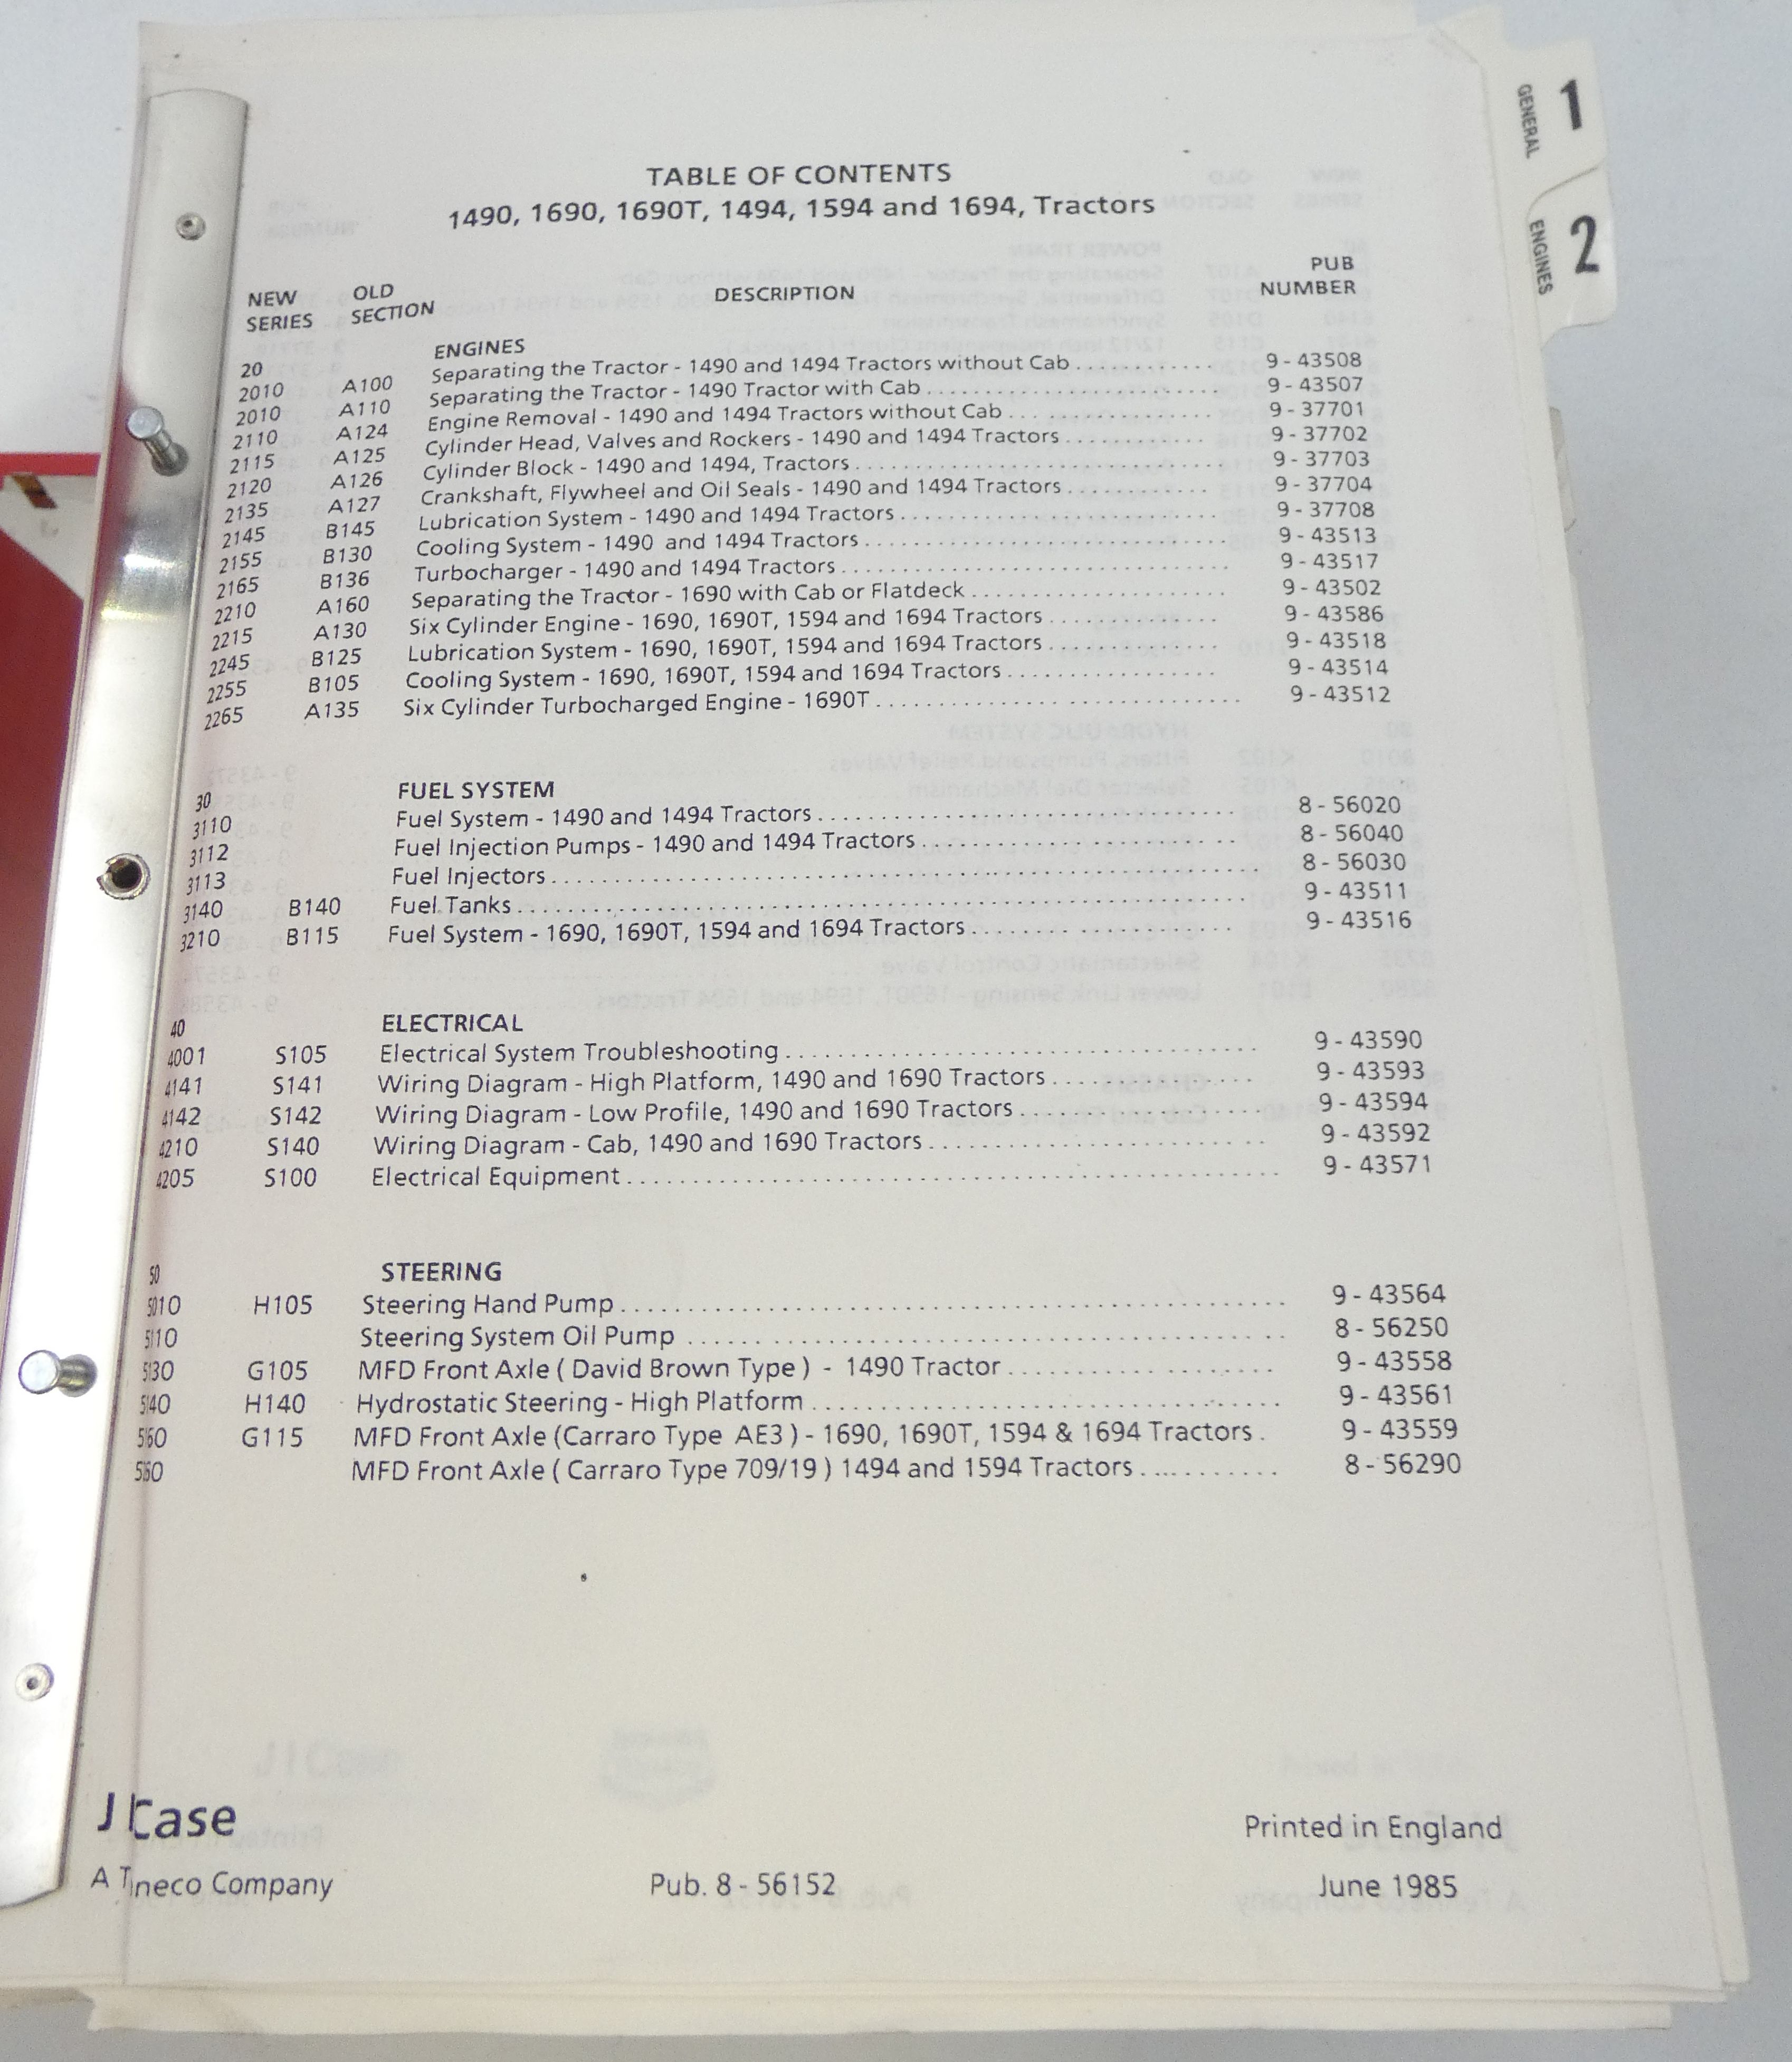 1
GENERAL
2
ENGINES
TABLE OF CONTENTS
1490, 1690, 1690T, 1494, 1594 and 1694, Tractors
NEW SERIES OLD SECTION DESCRIPTION PUB NUMBER
20 ENGINES
2010 A100 Separating the Tractor - 1490 and 1494 Tractors without Cab 9 - 43508
2010 A110 Separating the Tractor - 1490 Tractor with Cab 9 - 43507
2110 A124 Engine Removal - 1490 and 1494 Tractors without Cab 9 - 37701
2115 A125 Cylinder Head, Valves and Rockers - 1490 and 1494 Tractors 9 - 37702
2120 A126 Cylinder Block - 1490 and 1494, Tractors 9 - 37703
2135 A127 Crankshaft, Flywheel and Oil Seals - 1490 and 1494 Tractors 9 - 37704
2145 B145 Lubrication System - 1490 and 1494 Tractors 9 - 37708
2155 B130 Cooling System - 1490 and 1494 Tractors 9 - 43513
2165 B136 Turbocharger - 1490 and 1494 Tractors 9 - 43517
2210 A160 Separating the Tractor - 1690 with Cab or Flatdeck 9 - 43502
2215 A130 Six Cylinder Engine - 1690, 1690T, 1594 and 1694 Tractors 9 - 43586
2245 B125 Lubrication System - 1690, 1690T, 1594 and 1694 Tractors 9 - 43518
2255 B105 Cooling System - 1690, 1690T, 1594 and 1694 Tractors 9 - 43514
2265 A135 Six Cylinder Turbocharged Engine - 1690T 9 - 43512
30 FUEL SYSTEM
3110 Fuel System - 1490 and 1494 Tractors 8 - 56020
3112 Fuel Injection Pumps - 1490 and 1494 Tractors 8 - 56040
3113 Fuel Injectors 8 - 56030
3140 B140 Fuel Tanks 9 - 43511
3210 B115 Fuel System - 1690, 1690T, 1594 and 1694 Tractors 9 - 43516
40 ELECTRICAL
4001 S105 Electrical System Troubleshooting 9 - 43590
4141 S141 Wiring Diagram - High Platform, 1490 and 1690 Tractors 9 - 43593
4142 S142 Wiring Diagram - Low Profile, 1490 and 1690 Tractors 9 - 43594
4210 S140 Wiring Diagram - Cab, 1490 and 1690 Tractors 9 - 43592
4205 S100 Electrical Equipment 9 - 43571
50 STEERING
5010 H105 Steering Hand Pump 9 - 43564
5110 Steering System Oil Pump 8 - 56250
5130 G105 MFD Front Axle ( David Brown Type ) - 1490 Tractor 9 - 43558
5140 H140 Hydrostatic Steering - High Platform 9 - 43561
5160 G115 MFD Front Axle (Carraro Type AE3 ) - 1690, 1690T, 1594 & 1694 Tractors 9 - 43559
5160 MFD Front Axle ( Carraro Type 709/19 ) 1494 and 1594 Tractors 8 - 56290
J I Case Printed in England
A Tenneco Company Pub. 8 - 56152 June 1985